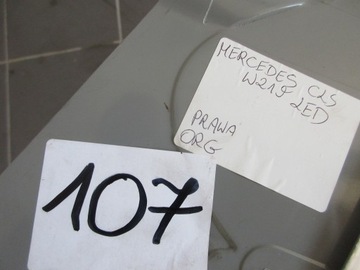 MERCEDES CLS
W219 LED
PRAWA
ORG
107